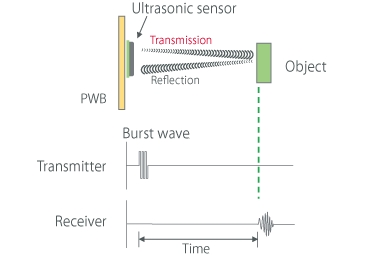 Ultrasonic sensor
Transmission
Object
Reflection
PWB
Burst wave
Transmitter
Receiver
Time